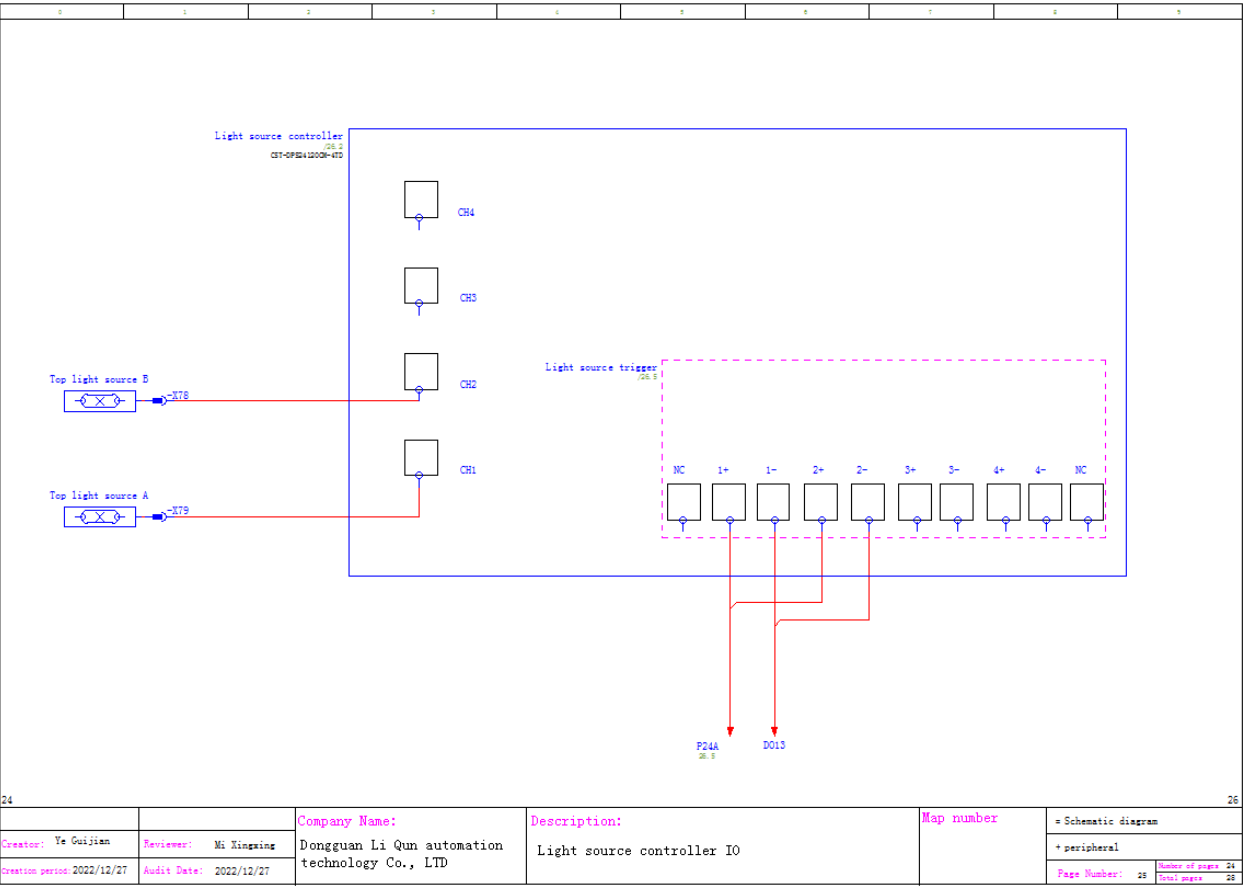 0 1 2 3 4 5 6 7 8 9
Light source controller
/26.2
CST-DPS24120CW-4TD
CH4
CH3
CH2
CH1
Top light source B
-X78
Top light source A
-X79
Light source trigger
/26.5
NC 1+ 1- 2+ 2- 3+ 3- 4+ 4- NC
P24A
26.5
DO13
24
26
Company Name:
Dongguan Li Qun automation
technology Co., LTD
Description:
Light source controller IO
Map number
= Schematic diagram
+ peripheral
Creator: Ye Guijian
Reviewer: Mi Xingxing
Creation period: 2022/12/27
Audit Date: 2022/12/27
Page Number: 25
Number of pages 24
Total pages 28